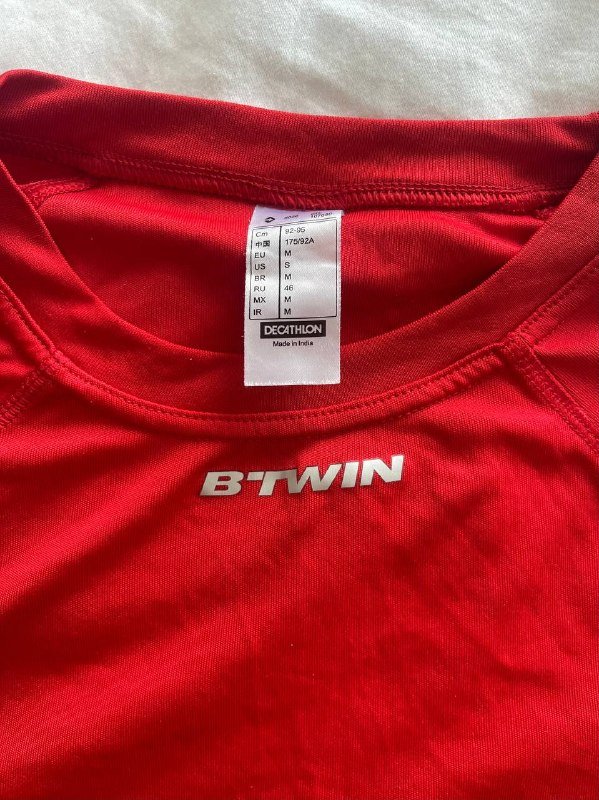 Cm 92-95
中国 175/92A
EU M
US S
BR M
RU 46
MX M
IR M
DECATHLON
Made in India
B'TWIN